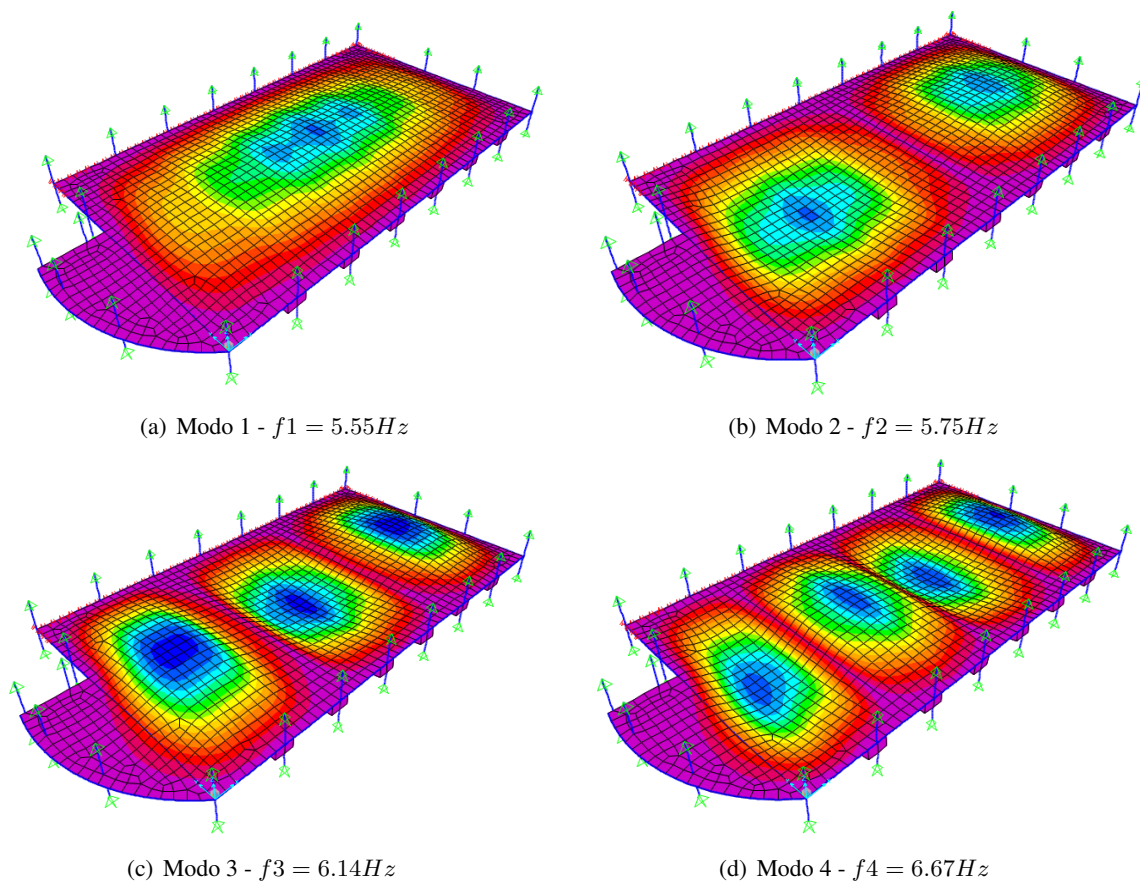 (a) Modo 1 - f1 = 5.55Hz
(b) Modo 2 - f2 = 5.75Hz
(c) Modo 3 - f3 = 6.14Hz
(d) Modo 4 - f4 = 6.67Hz